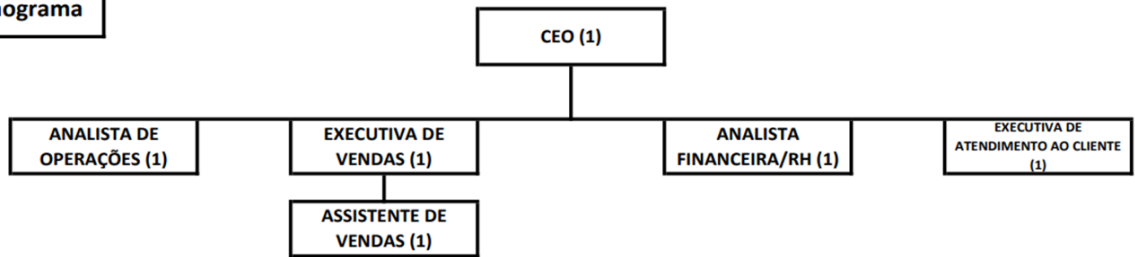 nograma
CEO (1)
ANALISTA DE
OPERAÇÕES (1)
EXECUTIVA DE
VENDAS (1)
ANALISTA
FINANCEIRA/RH (1)
EXECUTIVA DE
ATENDIMENTO AO CLIENTE
(1)
ASSISTENTE DE
VENDAS (1)